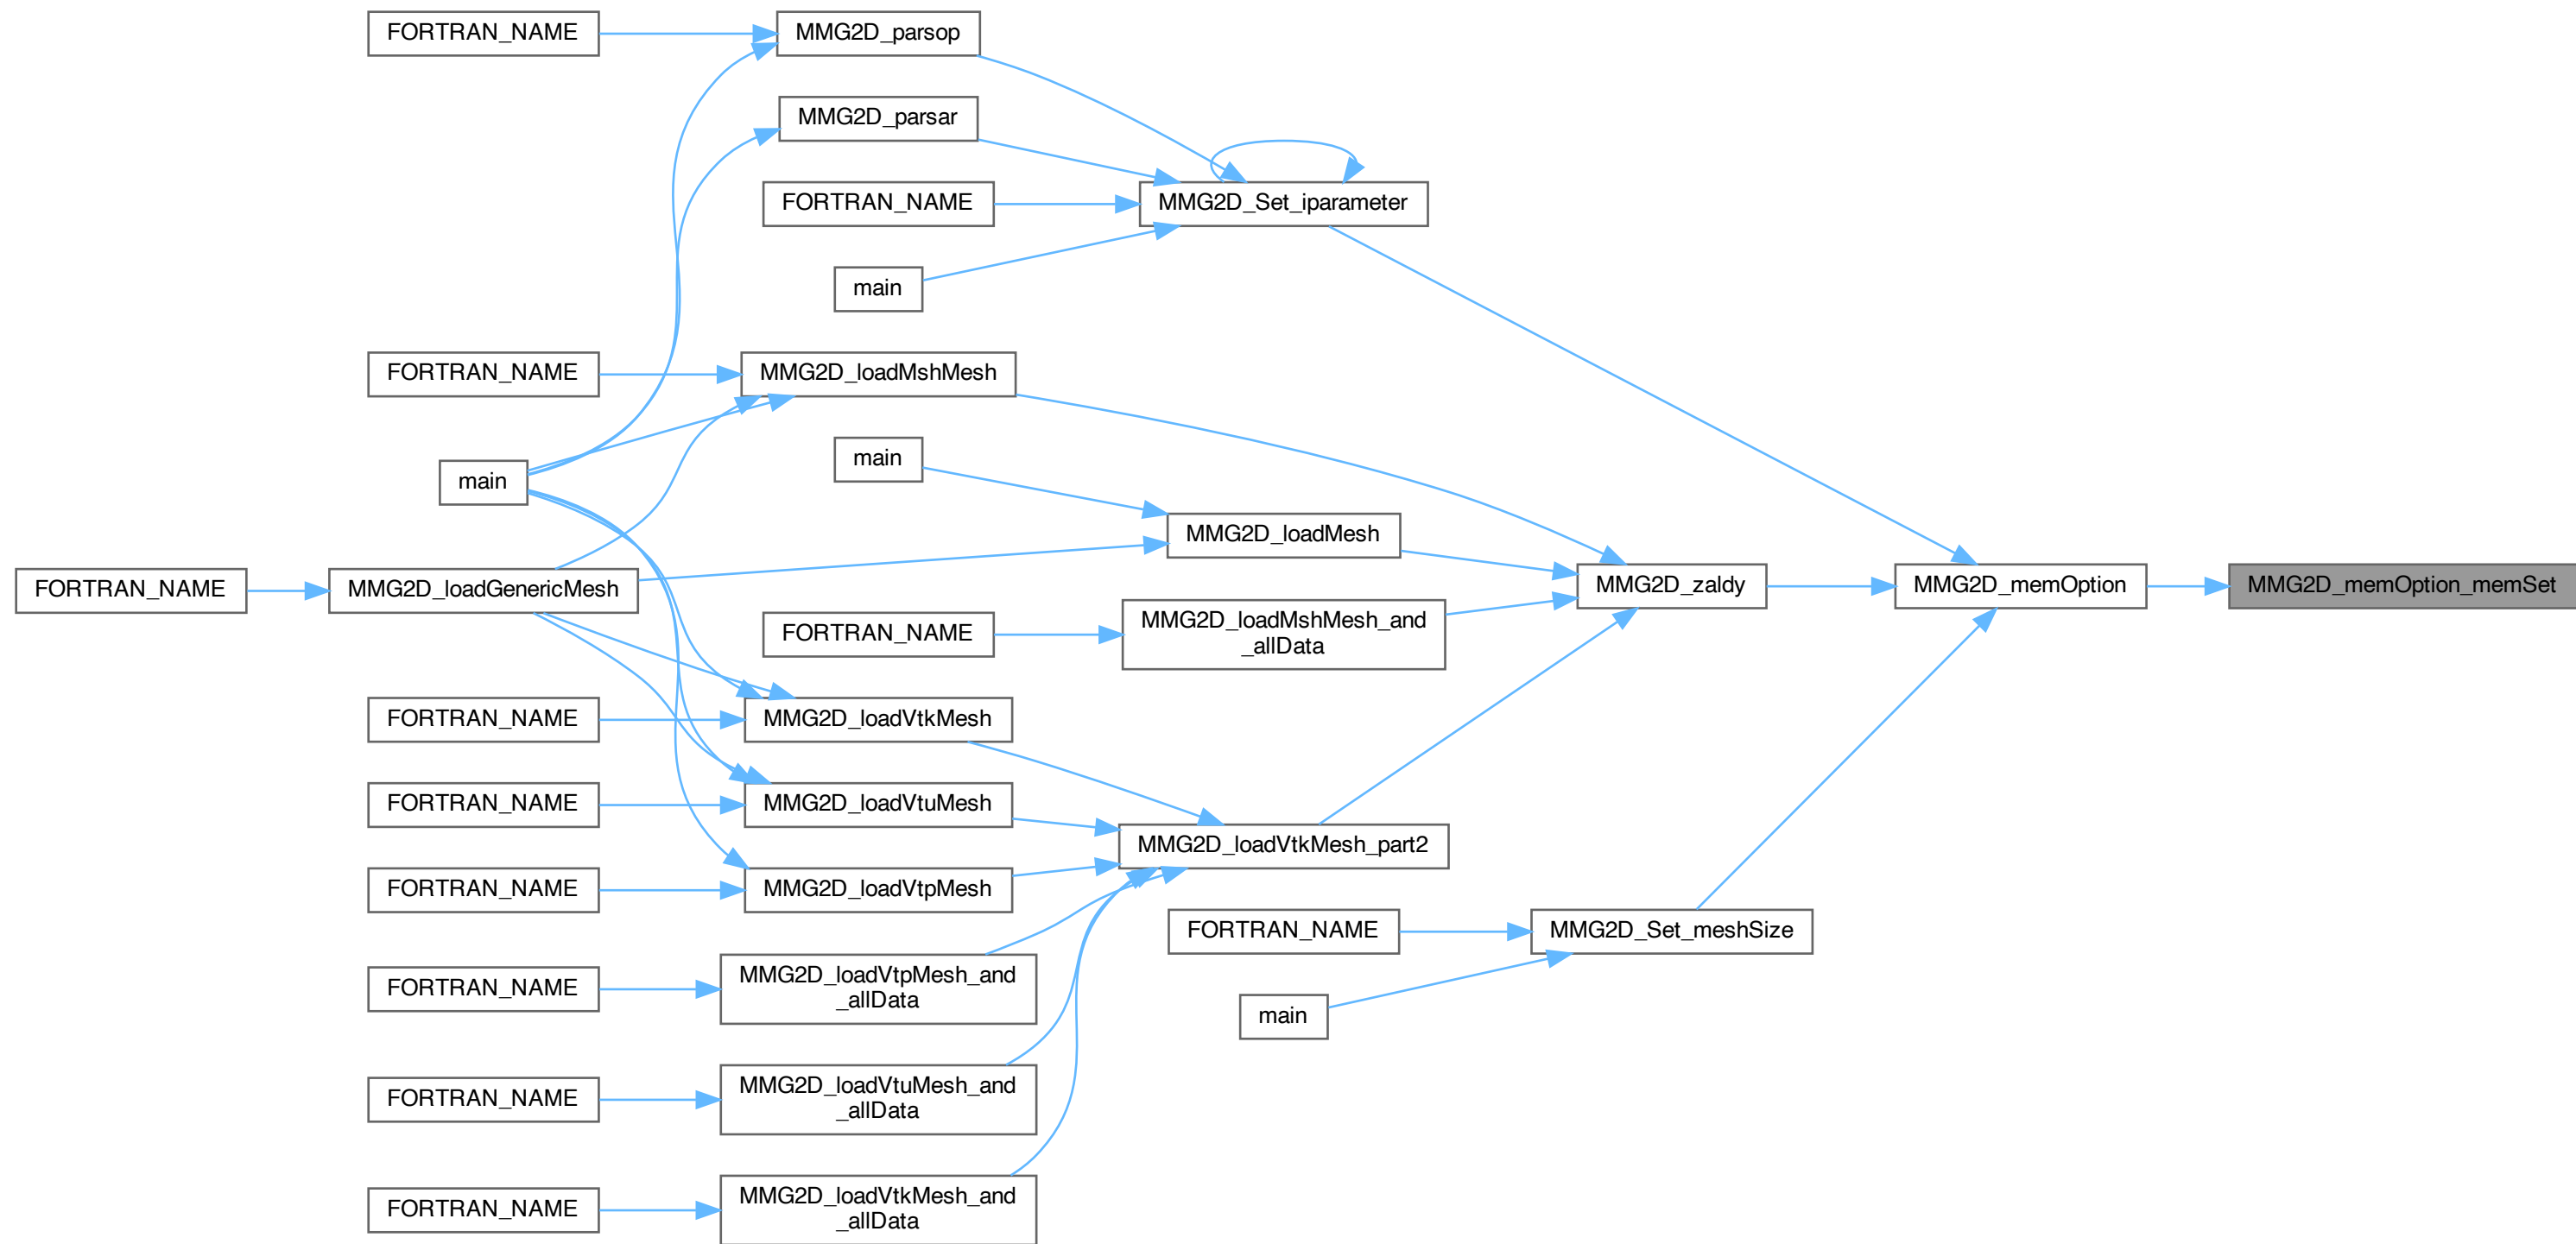 FORTRAN_NAME
MMG2D_parsop
MMG2D_parsar
FORTRAN_NAME
MMG2D_Set_iparameter
main
FORTRAN_NAME
MMG2D_loadMshMesh
main
main
MMG2D_loadMesh
FORTRAN_NAME
MMG2D_loadGenericMesh
MMG2D_zaldy
MMG2D_memOption
MMG2D_memOption_memSet
FORTRAN_NAME
MMG2D_loadMshMesh_and
_allData
FORTRAN_NAME
MMG2D_loadVtkMesh
FORTRAN_NAME
MMG2D_loadVtuMesh
MMG2D_loadVtkMesh_part2
FORTRAN_NAME
MMG2D_loadVtpMesh
FORTRAN_NAME
MMG2D_Set_meshSize
FORTRAN_NAME
MMG2D_loadVtpMesh_and
_allData
main
FORTRAN_NAME
MMG2D_loadVtuMesh_and
_allData
FORTRAN_NAME
MMG2D_loadVtkMesh_and
_allData